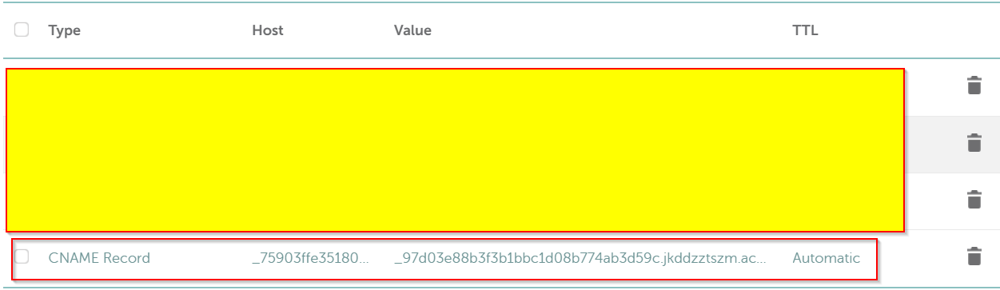 Type Host Value TTL
CNAME Record _75903ffe35180... _97d03e88b3f3b1bbc1d08b774ab3d59c.jkddzztszm.ac... Automatic